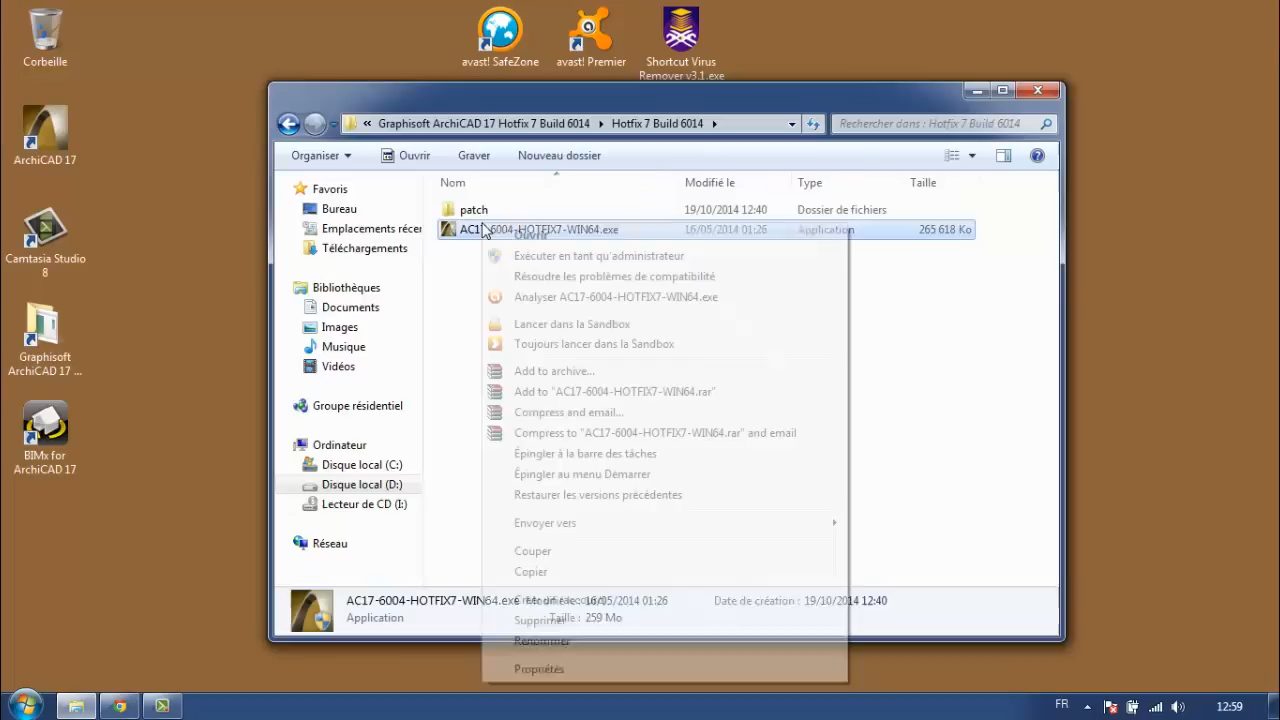 Corbeille
avast! SafeZone
avast! Premier
Shortcut Virus
Remover v3.1.exe
ArchiCAD 17
Camtasia Studio
8
Graphisoft
ArchiCAD 17 ...
BIMx for
ArchiCAD 17
« Graphisoft ArchiCAD 17 Hotfix 7 Build 6014 Hotfix 7 Build 6014
Rechercher dans : Hotfix 7 Build 6014
Organiser Ouvrir Graver Nouveau dossier
Nom Modifié le Type Taille
patch 19/10/2014 12:40 Dossier de fichiers
AC17-6004-HOTFIX7-WIN64.exe 16/05/2014 01:26 Application 265 618 Ko
Favoris
Bureau
Emplacements récer
Téléchargements
Bibliothèques
Documents
Images
Musique
Vidéos
Groupe résidentiel
Ordinateur
Disque local (C:)
Disque local (D:)
Lecteur de CD (I:)
Réseau
Ouvrir
Exécuter en tant qu'administrateur
Résoudre les problèmes de compatibilité
Analyser AC17-6004-HOTFIX7-WIN64.exe
Lancer dans la Sandbox
Toujours lancer dans la Sandbox
Add to archive...
Add to "AC17-6004-HOTFIX7-WIN64.rar"
Compress and email...
Compress to "AC17-6004-HOTFIX7-WIN64.rar" and email
Épingler à la barre des tâches
Épingler au menu Démarrer
Restaurer les versions précédentes
Envoyer vers
Couper
Copier
Supprimer
Renommer
Propriétés
AC17-6004-HOTFIX7-WIN64.exe Modifié le : 16/05/2014 01:26 Date de création : 19/10/2014 12:40
Application Taille : 259 Mo
FR 12:59